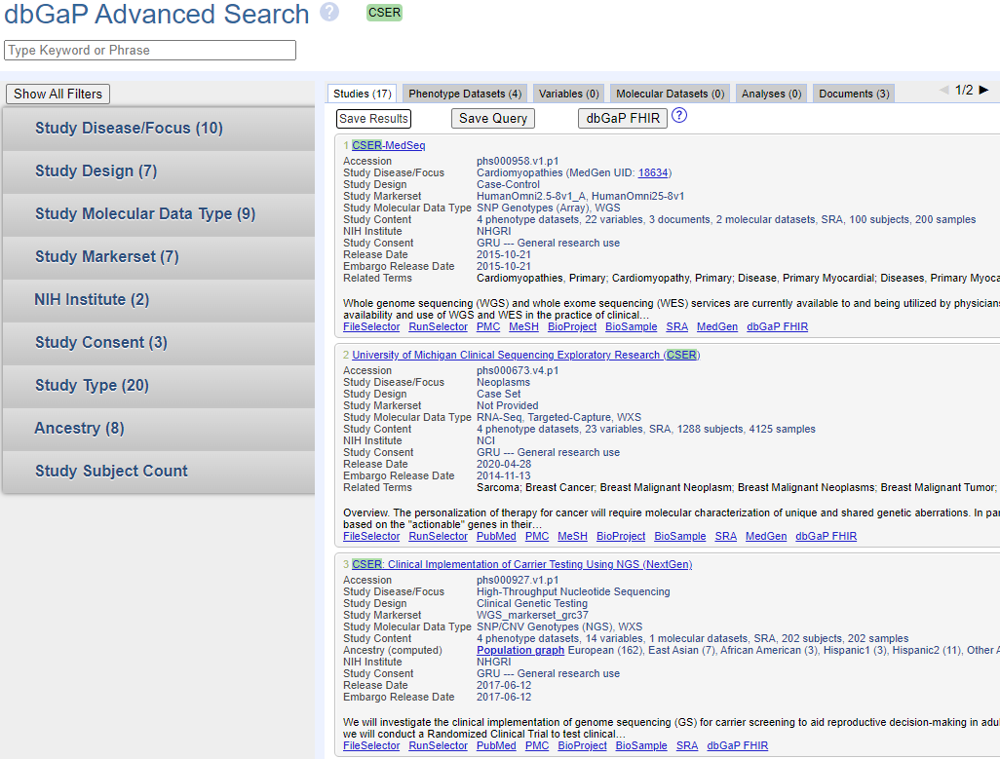 dbGaP Advanced Search ? CSER
Type Keyword or Phrase
Show All Filters
Study Disease/Focus (10)
Study Design (7)
Study Molecular Data Type (9)
Study Markerset (7)
NIH Institute (2)
Study Consent (3)
Study Type (20)
Ancestry (8)
Study Subject Count
Studies (17) Phenotype Datasets (4) Variables (0) Molecular Datasets (0) Analyses (0) Documents (3) 1/2
Save Results Save Query dbGaP FHIR ?
1 CSER-MedSeq
Accession phs000958.v1.p1
Study Disease/Focus Cardiomyopathies (MedGen UID: 18634)
Study Design Case-Control
Study Markerset HumanOmni2.5-8v1_A, HumanOmni25-8v1
Study Molecular Data Type SNP Genotypes (Array), WGS
Study Content 4 phenotype datasets, 22 variables, 3 documents, 2 molecular datasets, SRA, 100 subjects, 200 samples
NIH Institute NHGRI
Study Consent GRU --- General research use
Release Date 2015-10-21
Embargo Release Date 2015-10-21
Related Terms Cardiomyopathies, Primary; Cardiomyopathy, Primary; Disease, Primary Myocardial; Diseases, Primary Myoca
Whole genome sequencing (WGS) and whole exome sequencing (WES) services are currently available to and being utilized by physicians
availability and use of WGS and WES in the practice of clinical...
FileSelector RunSelector PMC MeSH BioProject BioSample SRA MedGen dbGaP FHIR
2 University of Michigan Clinical Sequencing Exploratory Research (CSER)
Accession phs000673.v4.p1
Study Disease/Focus Neoplasms
Study Design Case Set
Study Markerset Not Provided
Study Molecular Data Type RNA-Seq, Targeted-Capture, WXS
Study Content 4 phenotype datasets, 23 variables, SRA, 1288 subjects, 4125 samples
NIH Institute NCI
Study Consent GRU --- General research use
Release Date 2020-04-28
Embargo Release Date 2014-11-13
Related Terms Sarcoma; Breast Cancer; Breast Malignant Neoplasm; Breast Malignant Neoplasms; Breast Malignant Tumor;
Overview. The personalization of therapy for cancer will require molecular characterization of unique and shared genetic aberrations. In par
based on the "actionable" genes in their...
FileSelector RunSelector PubMed PMC MeSH BioProject BioSample SRA MedGen dbGaP FHIR
3 CSER: Clinical Implementation of Carrier Testing Using NGS (NextGen)
Accession phs000927.v1.p1
Study Disease/Focus High-Throughput Nucleotide Sequencing
Study Design Clinical Genetic Testing
Study Markerset WGS_markerset_grc37
Study Molecular Data Type SNP/CNV Genotypes (NGS), WXS
Study Content 4 phenotype datasets, 14 variables, 1 molecular datasets, SRA, 202 subjects, 202 samples
Ancestry (computed) Population graph European (162), East Asian (7), African American (3), Hispanic1 (3), Hispanic2 (11), Other A
NIH Institute NHGRI
Study Consent GRU --- General research use
Release Date 2017-06-12
Embargo Release Date 2017-06-12
We will investigate the clinical implementation of genome sequencing (GS) for carrier screening to aid reproductive decision-making in adu
we will conduct a Randomized Clinical Trial to test clinical...
FileSelector RunSelector PubMed PMC BioProject BioSample SRA dbGaP FHIR